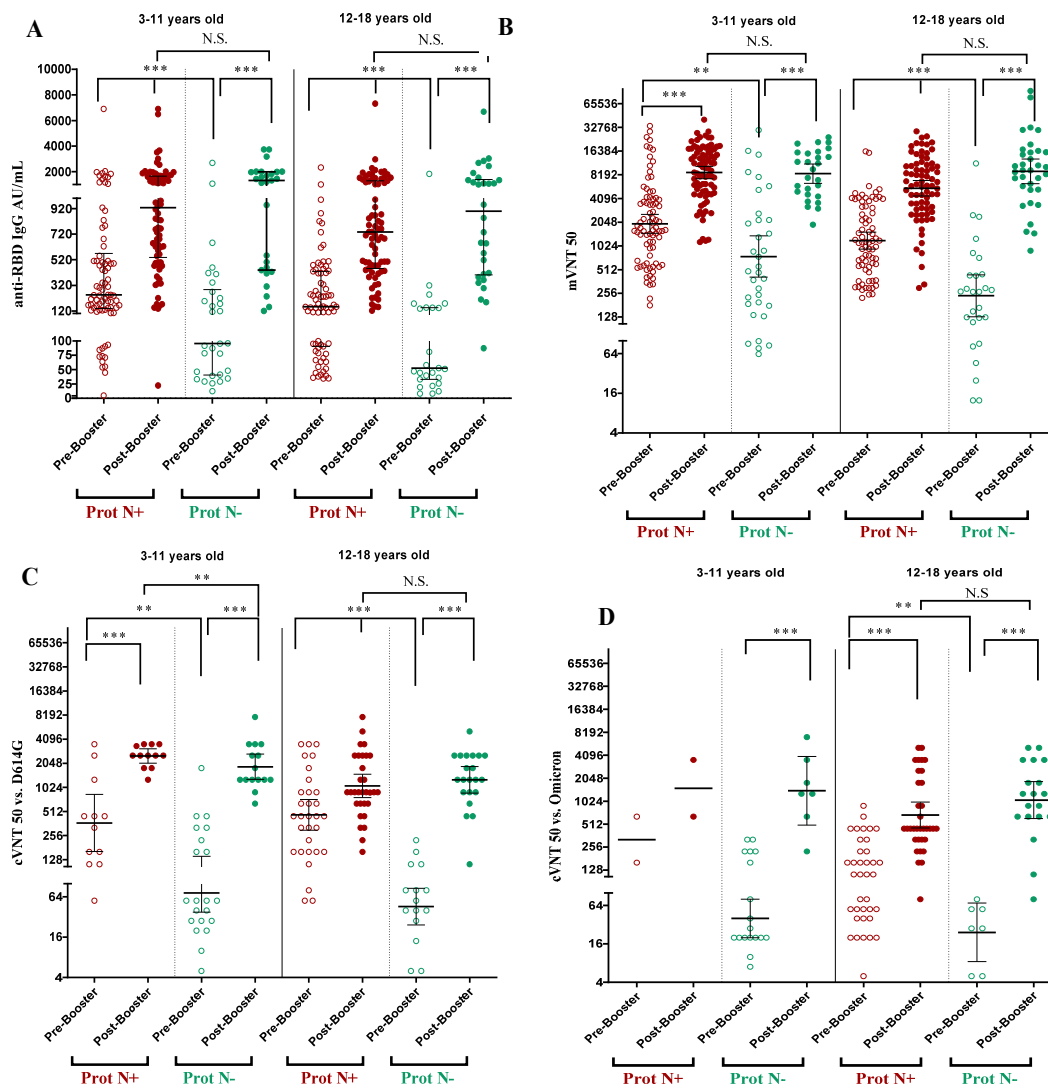 A
3-11 years old
12-18 years old
N.S.
N.S.
***
***
***
***
anti-RBD IgG AU/mL
10000
8000
6000
4000
2000
920
720
520
320
120
100
75
50
25
0
Pre-Booster
Post-Booster
Pre-Booster
Post-Booster
Pre-Booster
Post-Booster
Pre-Booster
Post-Booster
Prot N+
Prot N-
Prot N+
Prot N-
B
3-11 years old
12-18 years old
N.S.
N.S.
**
***
***
***
***
mVNT 50
65536
32768
16384
8192
4096
2048
1024
512
256
128
64
16
4
Pre-Booster
Post-Booster
Pre-Booster
Post-Booster
Pre-Booster
Post-Booster
Pre-Booster
Post-Booster
Prot N+
Prot N-
Prot N+
Prot N-
C
3-11 years old
12-18 years old
**
N.S.
**
***
***
***
***
cVNT 50 vs. D614G
65536
32768
16384
8192
4096
2048
1024
512
256
128
64
16
4
Pre-Booster
Post-Booster
Pre-Booster
Post-Booster
Pre-Booster
Post-Booster
Pre-Booster
Post-Booster
Prot N+
Prot N-
Prot N+
Prot N-
D
3-11 years old
12-18 years old
N.S
**
***
***
***
cVNT 50 vs. Omicron
65536
32768
16384
8192
4096
2048
1024
512
256
128
64
16
4
Pre-Booster
Post-Booster
Pre-Booster
Post-Booster
Pre-Booster
Post-Booster
Pre-Booster
Post-Booster
Prot N+
Prot N-
Prot N+
Prot N-